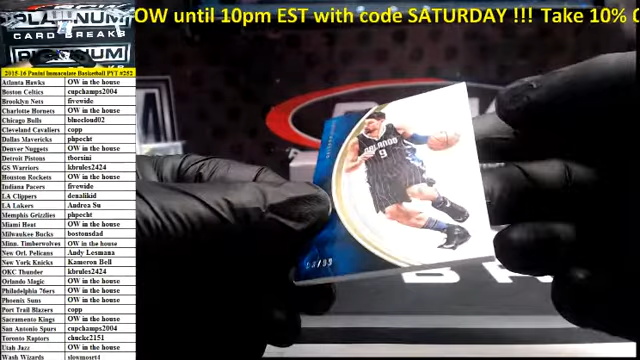 OW until 10pm EST with code SATURDAY !!! Take 10%
PLATINUM
CARD BREAKS
PLATINUM
2015-16 Panini Immaculate Basketball PYT #252
Atlanta Hawks OW in the house
Boston Celtics cupchamps2004
Brooklyn Nets fivewide
Charlotte Hornets OW in the house
Chicago Bulls bluecloud02
Cleveland Cavaliers copp
Dallas Mavericks phpecht
Denver Nuggets OW in the house
Detroit Pistons tborsini
GS Warriors kbrules2424
Houston Rockets OW in the house
Indiana Pacers fivewide
LA Clippers denalikid
LA Lakers Andrea Su
Memphis Grizzlies phpecht
Miami Heat OW in the house
Milwaukee Bucks bostonsdad
Minn. Timberwolves OW in the house
New Orl. Pelicans Andy Lesmana
New York Knicks Kameron Bell
OKC Thunder kbrules2424
Orlando Magic OW in the house
Philadelphia 76ers OW in the house
Phoenix Suns OW in the house
Port Trail Blazers copp
Sacramento Kings OW in the house
San Antonio Spurs cupchamps2004
Toronto Raptors chucke2151
Utah Jazz OW in the house
Wash Wizards slowmosrt4
ORLANDO
9
BR